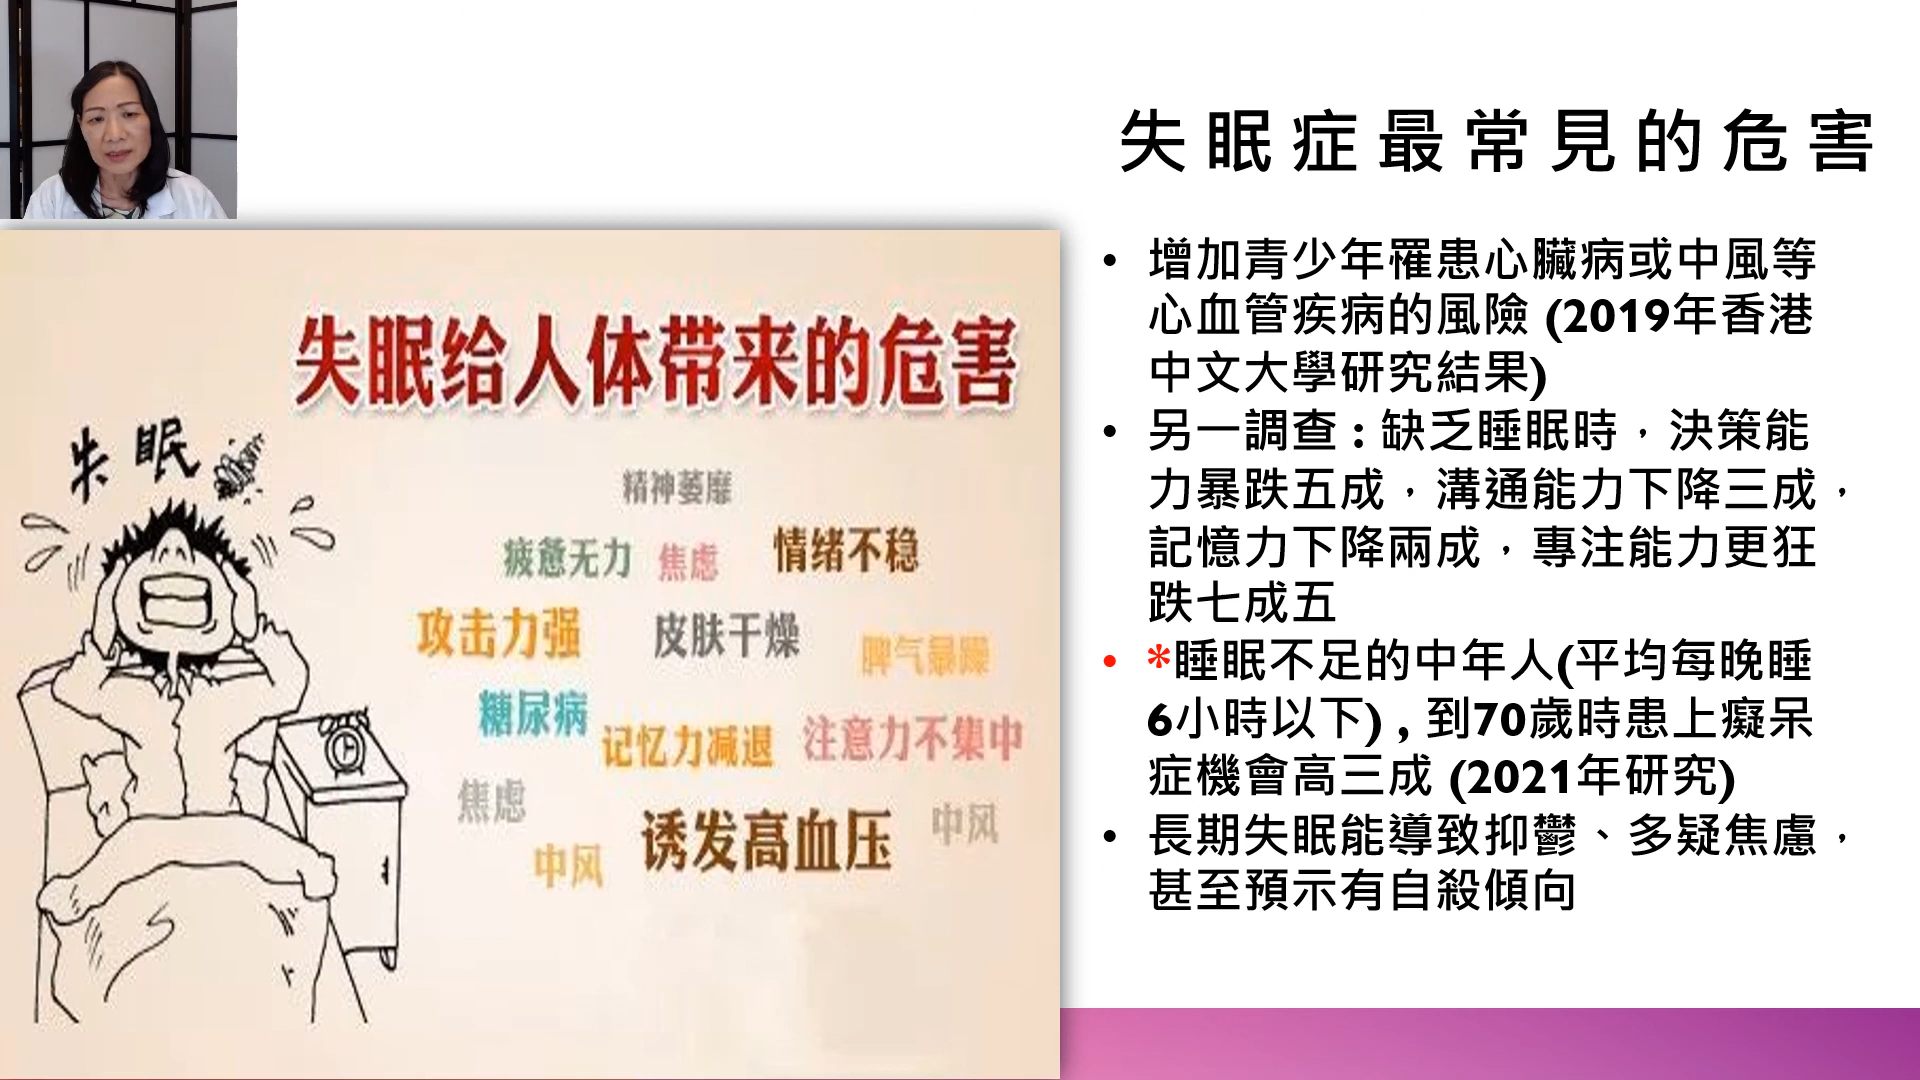 失眠症最常見的危害
失眠给人体带来的危害
失眠
精神萎靡
疲惫无力 焦虑 情绪不稳
攻击力强 皮肤干燥 脾气暴躁
糖尿病 记忆力减退 注意力不集中
焦虑 诱发高血压 中风
中风
• 增加青少年罹患心臟病或中風等
心血管疾病的風險 (2019年香港
中文大學研究結果)
• 另一調查 : 缺乏睡眠時，決策能
力暴跌五成，溝通能力下降三成，
記憶力下降兩成，專注能力更狂
跌七成五
• *睡眠不足的中年人(平均每晚睡
6小時以下) , 到70歲時患上癡呆
症機會高三成 (2021年研究)
• 長期失眠能導致抑鬱、多疑焦慮，
甚至預示有自殺傾向